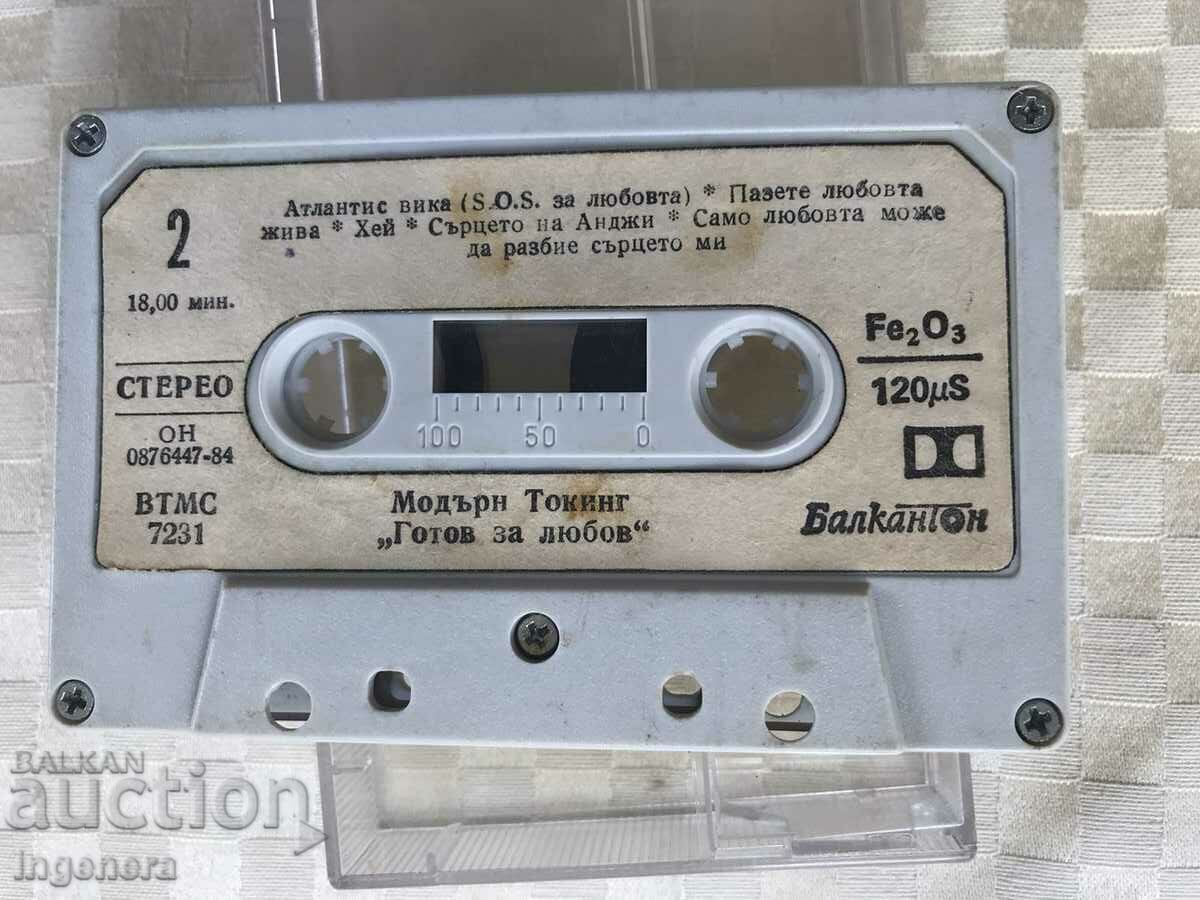 2
Атлантис вика (S.O.S. за любовта) * Пазете любовта
жива * Хей * Сърцето на Анджи * Само любовта може
да разбие сърцето ми
18,00 мин.
СТЕРЕО
ОН
0876447-84
ВТМС
7231
100 50 0
Fe2O3
120µS
Модърн Токинг
„Готов за любов“
Балкантон
BALKAN
auction
ingenera